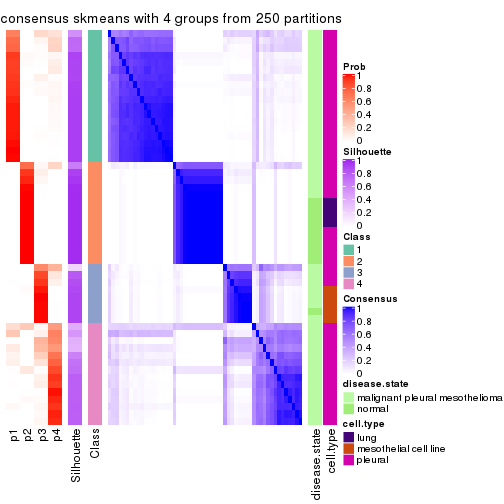 consensus skmeans with 4 groups from 250 partitions
Prob
1
0.8
0.6
0.4
0.2
0
Silhouette
1
0.8
0.6
0.4
0.2
0
Class
1
2
3
4
Consensus
1
0.8
0.6
0.4
0.2
0
disease.state
malignant pleural mesothelioma
normal
cell.type
lung
mesothelial cell line
pleural
p1
p2
p3
p4
Silhouette
Class
disease.state
cell.type